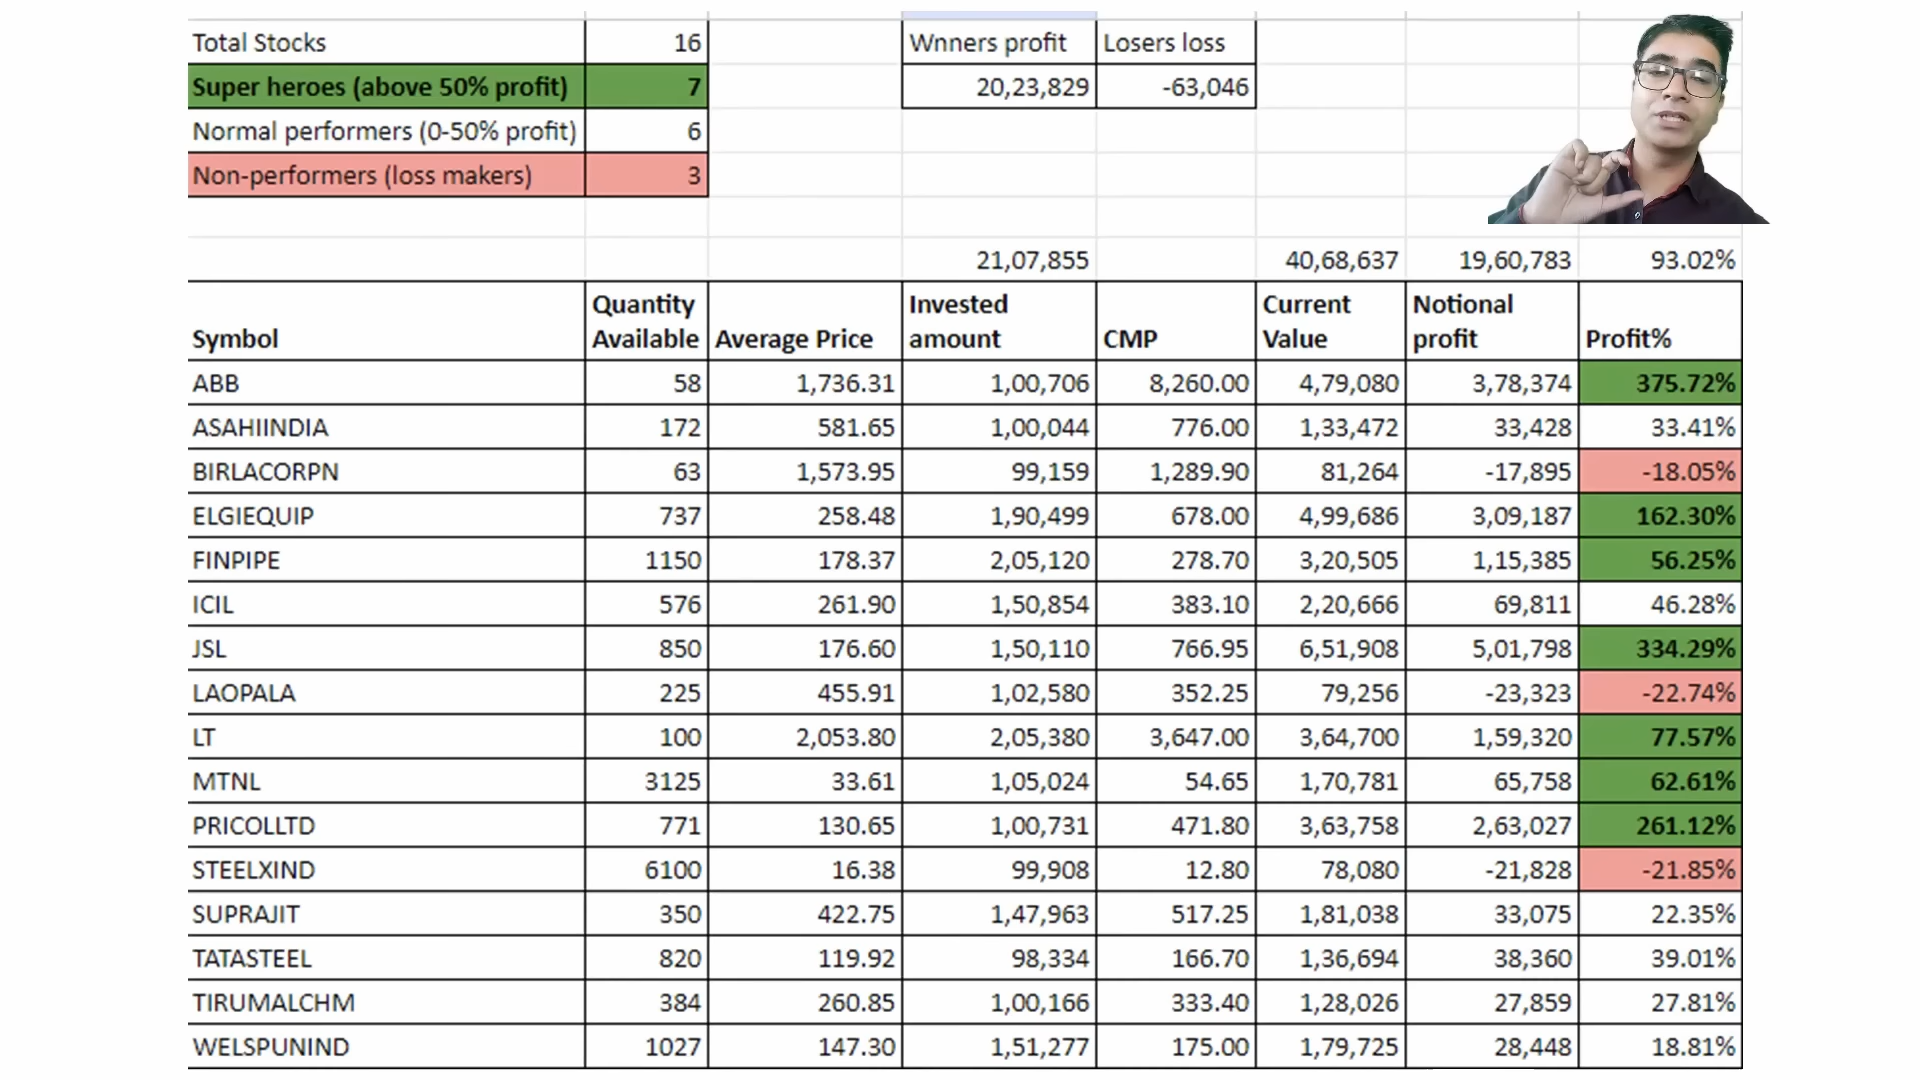 Total Stocks 16 Wnners profit Losers loss
Super heroes (above 50% profit) 7 20,23,829 -63,046
Normal performers (0-50% profit) 6
Non-performers (loss makers) 3
21,07,855 40,68,637 19,60,783 93.02%
Symbol Quantity Available Average Price Invested amount CMP Current Value Notional profit Profit%
ABB 58 1,736.31 1,00,706 8,260.00 4,79,080 3,78,374 375.72%
ASAHIINDIA 172 581.65 1,00,044 776.00 1,33,472 33,428 33.41%
BIRLACORPN 63 1,573.95 99,159 1,289.90 81,264 -17,895 -18.05%
ELGIEQUIP 737 258.48 1,90,499 678.00 4,99,686 3,09,187 162.30%
FINPIPE 1150 178.37 2,05,120 278.70 3,20,505 1,15,385 56.25%
ICIL 576 261.90 1,50,854 383.10 2,20,666 69,811 46.28%
JSL 850 176.60 1,50,110 766.95 6,51,908 5,01,798 334.29%
LAOPALA 225 455.91 1,02,580 352.25 79,256 -23,323 -22.74%
LT 100 2,053.80 2,05,380 3,647.00 3,64,700 1,59,320 77.57%
MTNL 3125 33.61 1,05,024 54.65 1,70,781 65,758 62.61%
PRICOLLTD 771 130.65 1,00,731 471.80 3,63,758 2,63,027 261.12%
STEELXIND 6100 16.38 99,908 12.80 78,080 -21,828 -21.85%
SUPRAJIT 350 422.75 1,47,963 517.25 1,81,038 33,075 22.35%
TATASTEEL 820 119.92 98,334 166.70 1,36,694 38,360 39.01%
TIRUMALCHM 384 260.85 1,00,166 333.40 1,28,026 27,859 27.81%
WELSPUNIND 1027 147.30 1,51,277 175.00 1,79,725 28,448 18.81%